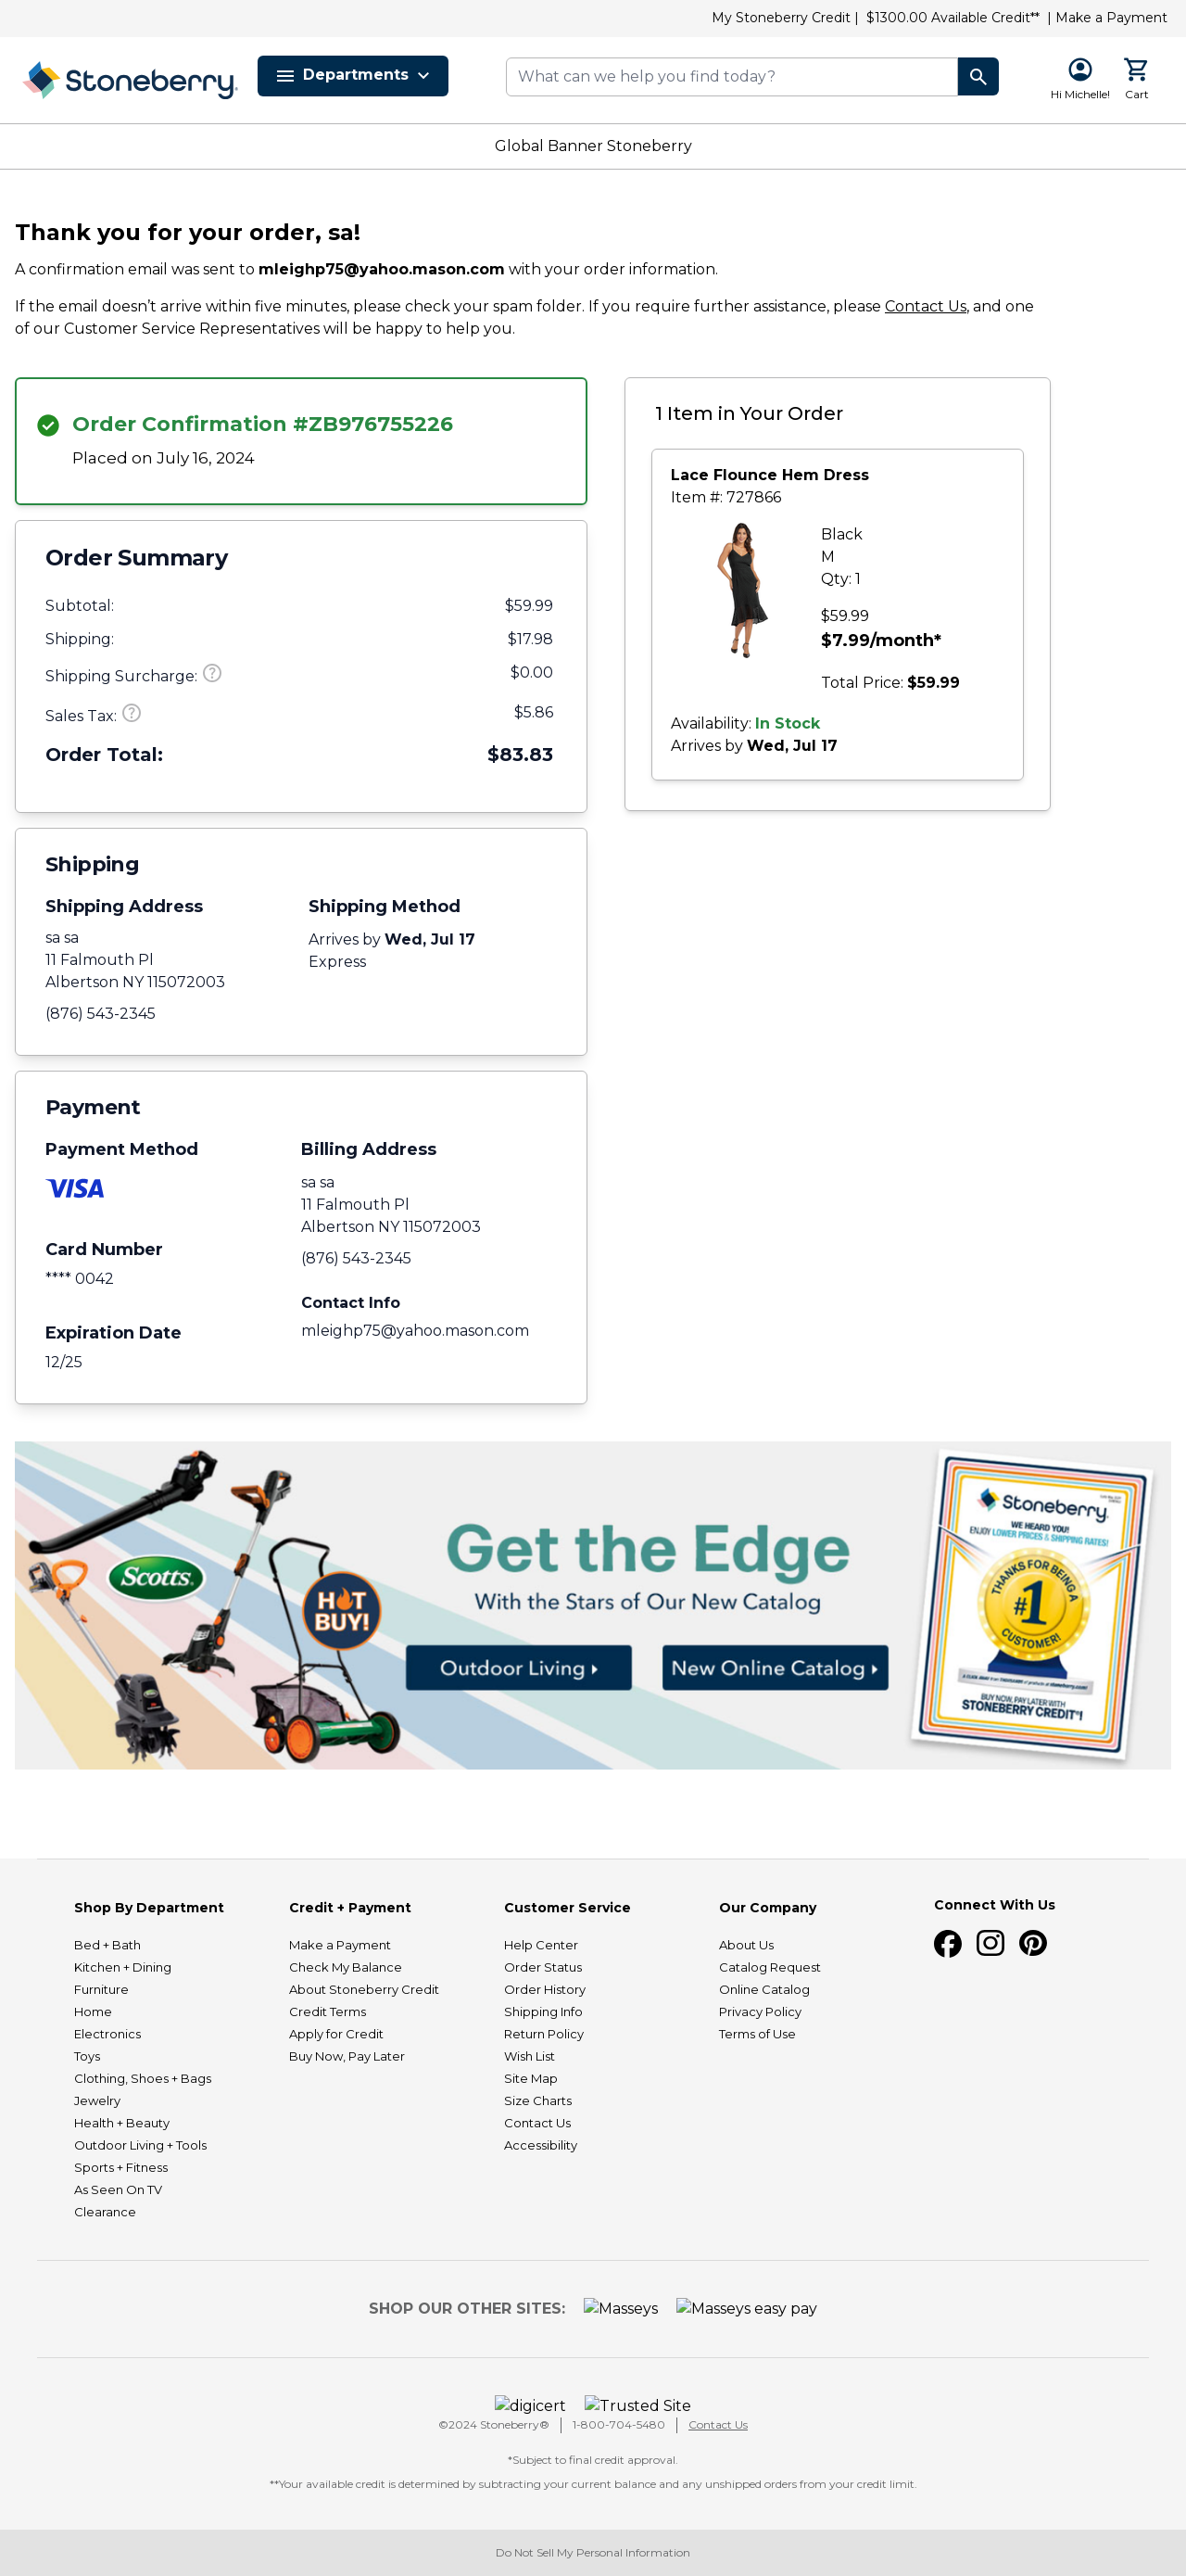 My Stoneberry Credit | $1300.00 Available Credit** | Make a Payment
Stoneberry.
Departments
What can we help you find today?
Hi Michelle!
Cart
Global Banner Stoneberry
Thank you for your order, sa!
A confirmation email was sent to mleighp75@yahoo.mason.com with your order information.
If the email doesn’t arrive within five minutes, please check your spam folder. If you require further assistance, please Contact Us, and one
of our Customer Service Representatives will be happy to help you.
Order Confirmation #ZB976755226
Placed on July 16, 2024
Order Summary
Subtotal: $59.99
Shipping: $17.98
Shipping Surcharge: ? $0.00
Sales Tax: ? $5.86
Order Total: $83.83
Shipping
Shipping Address
sa sa
11 Falmouth Pl
Albertson NY 115072003
(876) 543-2345
Shipping Method
Arrives by Wed, Jul 17
Express
Payment
Payment Method
VISA
Card Number
**** 0042
Expiration Date
12/25
Billing Address
sa sa
11 Falmouth Pl
Albertson NY 115072003
(876) 543-2345
Contact Info
mleighp75@yahoo.mason.com
1 Item in Your Order
Lace Flounce Hem Dress
Item #: 727866
Black
M
Qty: 1
$59.99
$7.99/month*
Total Price: $59.99
Availability: In Stock
Arrives by Wed, Jul 17
Scotts
HOT
BUY!
Get the Edge
With the Stars of Our New Catalog
Outdoor Living
New Online Catalog
Stoneberry.
WE HEARD YOU!
ENJOY LOWER PRICES & SHIPPING RATES!
THANKS FOR BEING A
#1
CUSTOMER!
BUY NOW, PAY LATER WITH
STONEBERRY CREDIT*!
Shop By Department
Bed + Bath
Kitchen + Dining
Furniture
Home
Electronics
Toys
Clothing, Shoes + Bags
Jewelry
Health + Beauty
Outdoor Living + Tools
Sports + Fitness
As Seen On TV
Clearance
Credit + Payment
Make a Payment
Check My Balance
About Stoneberry Credit
Credit Terms
Apply for Credit
Buy Now, Pay Later
Customer Service
Help Center
Order Status
Order History
Shipping Info
Return Policy
Wish List
Site Map
Size Charts
Contact Us
Accessibility
Our Company
About Us
Catalog Request
Online Catalog
Privacy Policy
Terms of Use
Connect With Us
SHOP OUR OTHER SITES: Masseys Masseys easy pay
digicert Trusted Site
©2024 Stoneberry® | 1-800-704-5480 | Contact Us
*Subject to final credit approval.
**Your available credit is determined by subtracting your current balance and any unshipped orders from your credit limit.
Do Not Sell My Personal Information